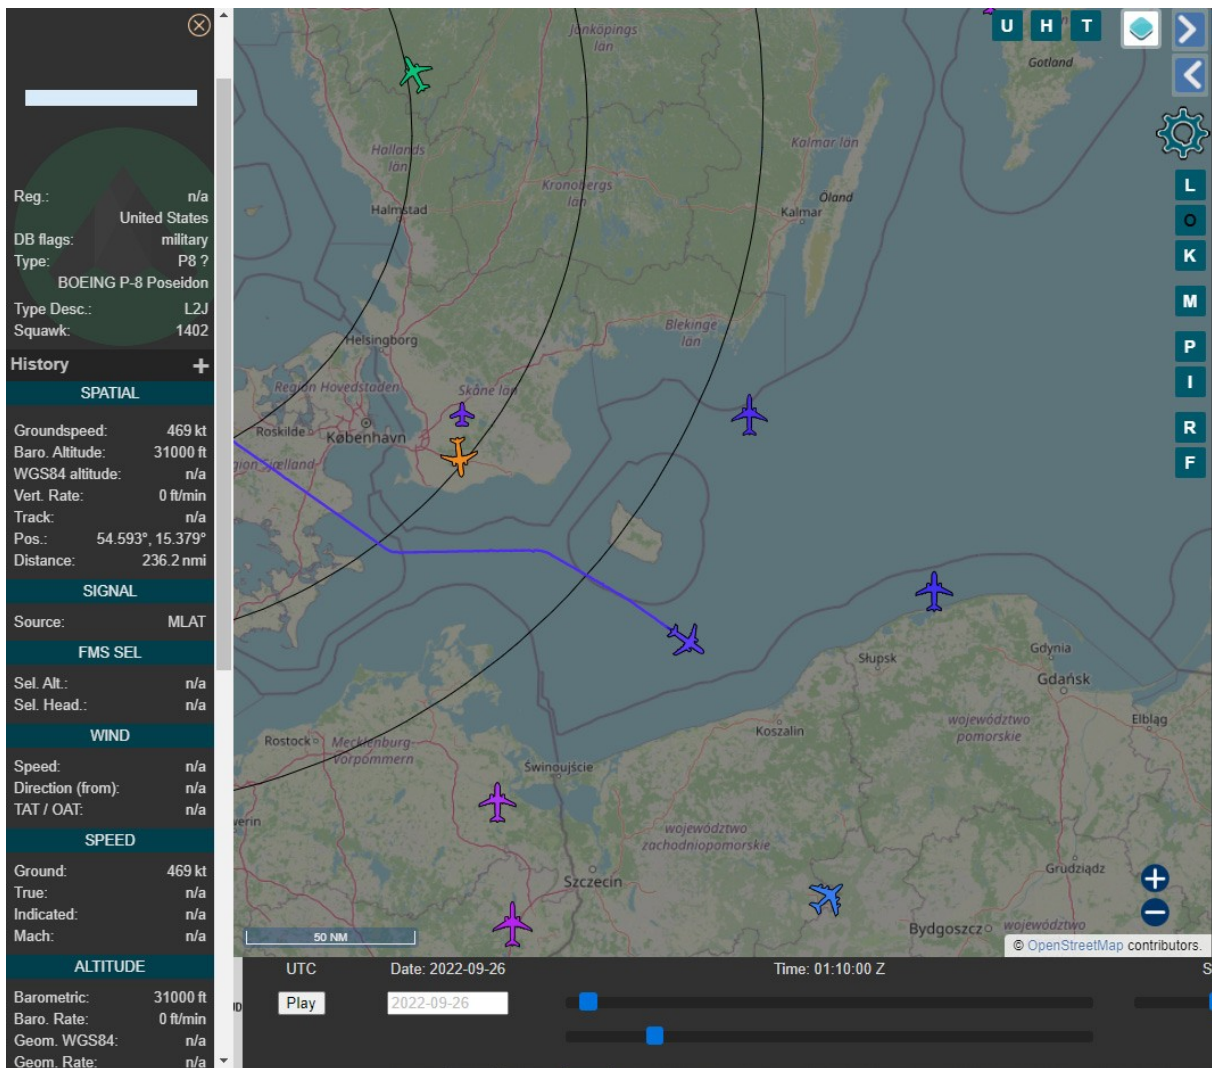 Reg.: n/a
United States
DB flags: military
Type: P8 ?
BOEING P-8 Poseidon
Type Desc.: L2J
Squawk: 1402
History +
SPATIAL
Groundspeed: 469 kt
Baro. Altitude: 31000 ft
WGS84 altitude: n/a
Vert. Rate: 0 ft/min
Track: n/a
Pos.: 54.593°, 15.379°
Distance: 236.2 nmi
SIGNAL
Source: MLAT
FMS SEL
Sel. Alt.: n/a
Sel. Head.: n/a
WIND
Speed: n/a
Direction (from): n/a
TAT / OAT: n/a
SPEED
Ground: 469 kt
True: n/a
Indicated: n/a
Mach: n/a
ALTITUDE
Barometric: 31000 ft
Baro. Rate: 0 ft/min
Geom. WGS84: n/a
Geom. Rate: n/a
U H T
L
O
K
M
P
I
R
F
Jönköpings
län
Gotland
Hallands
län
Kalmar län
Kronobergs
län
Öland
Halmstad
Kalmar
Blekinge
län
Helsingborg
Region Hovedstaden
Skåne län
Roskilde
København
gion Sjælland
Słupsk
Gdynia
Gdańsk
Koszalin
województwo
pomorskie
Elbląg
Rostock
Mecklenburg-
Vorpommern
Świnoujście
werin
województwo
zachodniopomorskie
Grudziądz
Szczecin
Bydgoszcz
województwo
50 NM
© OpenStreetMap contributors.
UTC Date: 2022-09-26 Time: 01:10:00 Z S
Play 2022-09-26